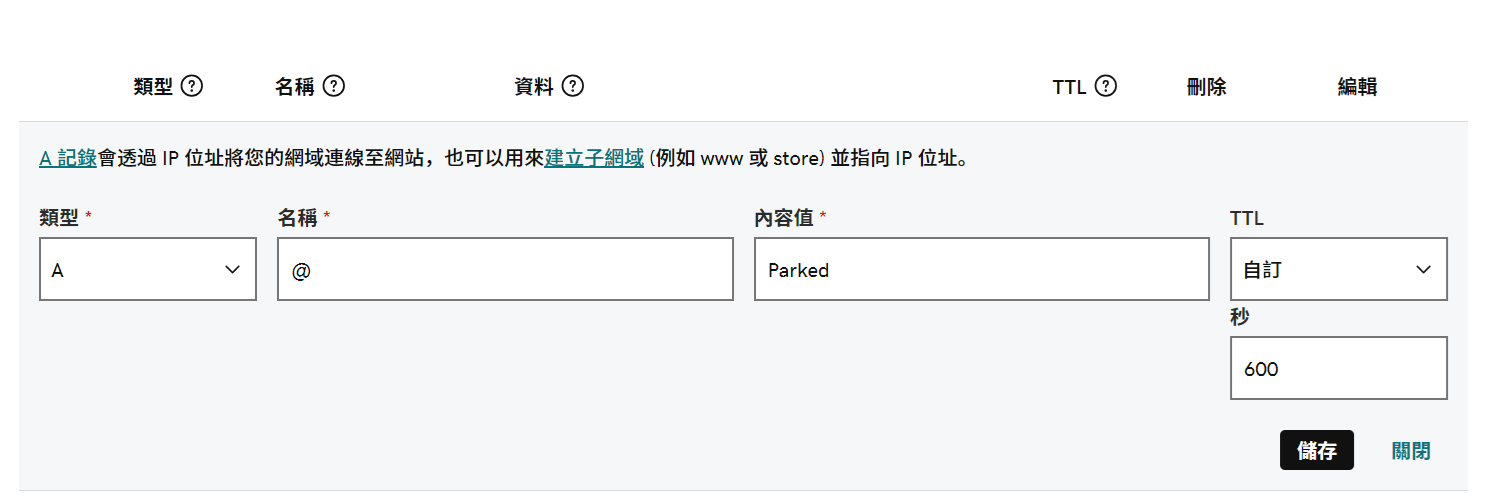 類型 ? 名稱 ? 資料 ? TTL ? 刪除 編輯
A 記錄會透過 IP 位址將您的網域連線至網站，也可以用來建立子網域 (例如 www 或 store) 並指向 IP 位址。
類型 * 名稱 * 內容值 * TTL
A @ Parked 自訂
秒
600
儲存 關閉